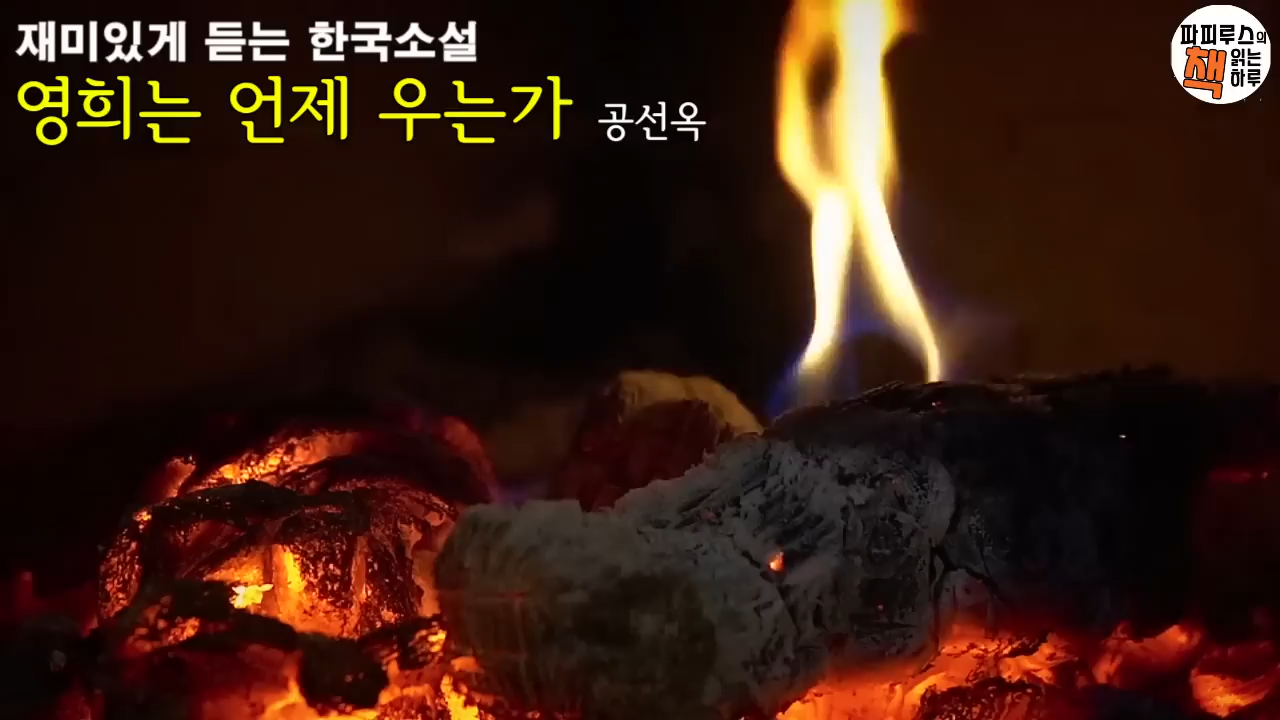 재미있게 듣는 한국소설
영희는 언제 우는가 공선옥
파피루스의
책 읽는
하루